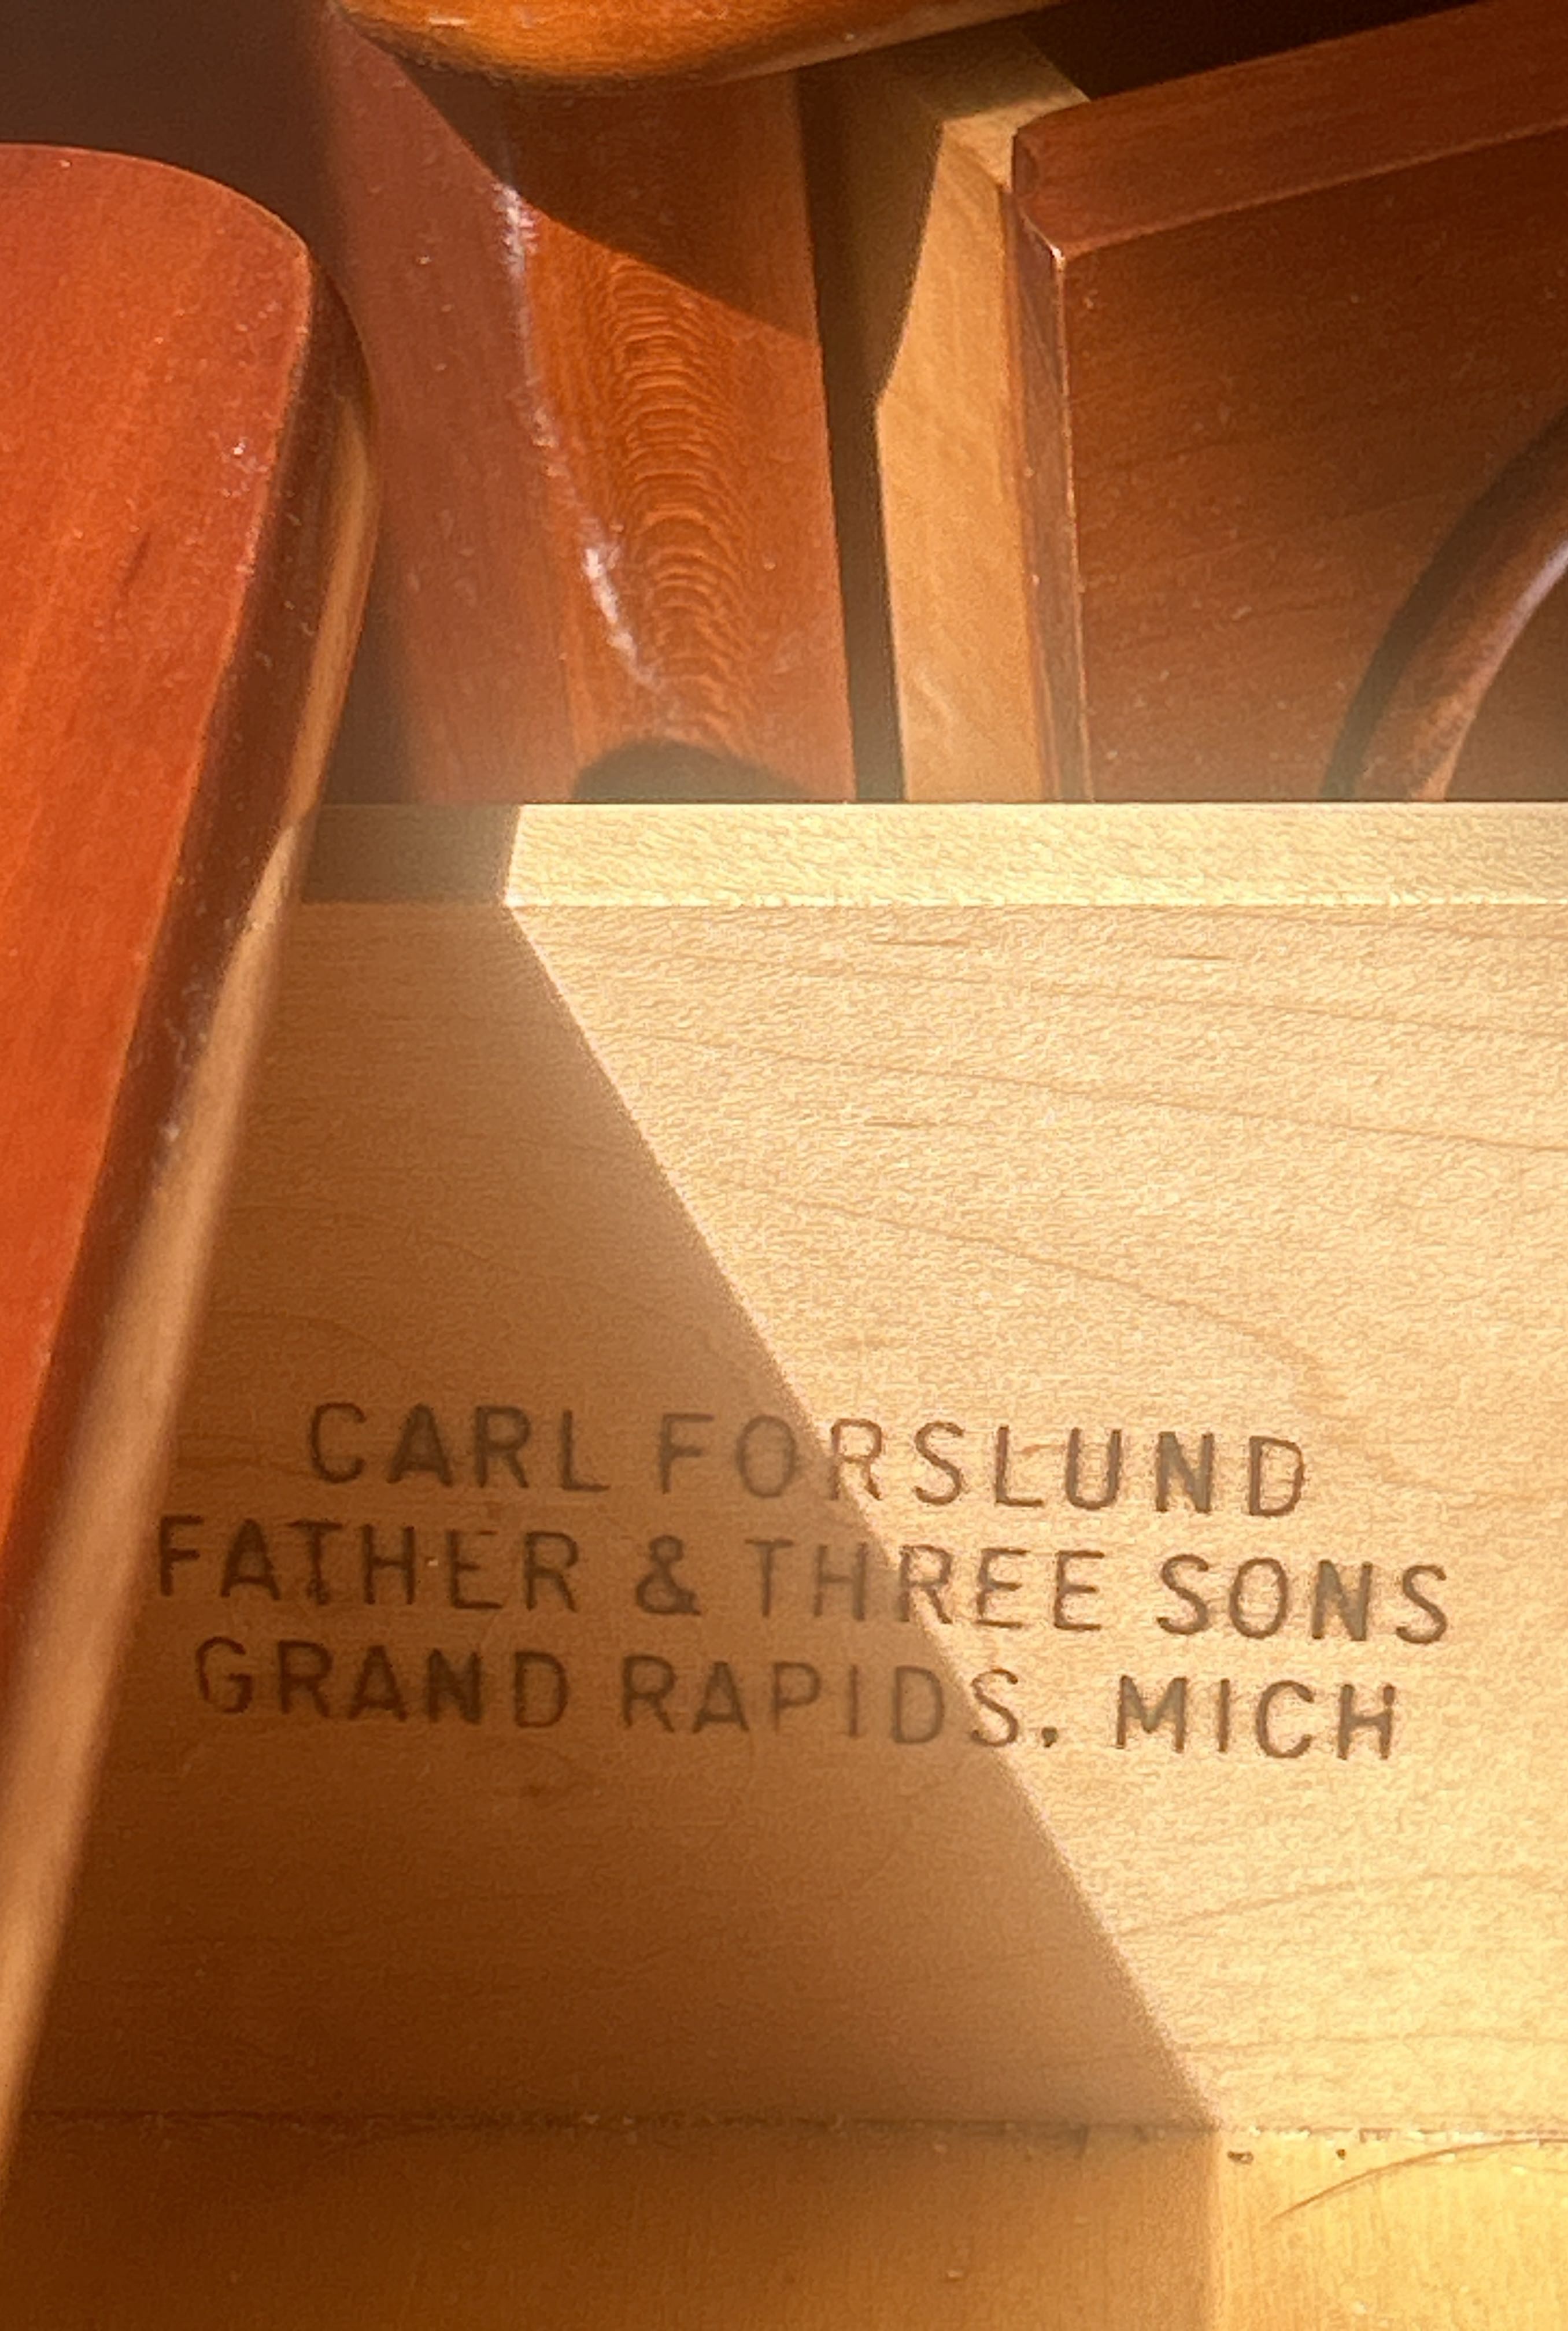 CARL FORSLUND
FATHER & THREE SONS
GRAND RAPIDS. MICH